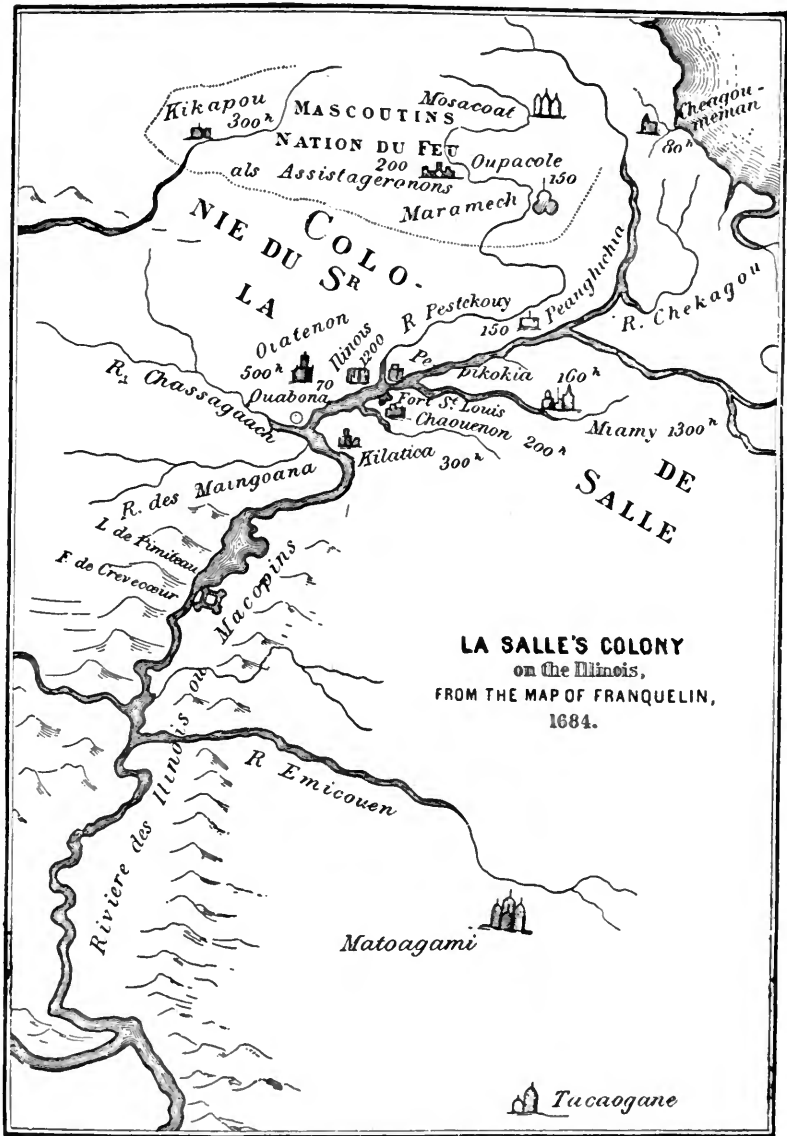 Kikapou
300 h
MASCOUTINS
Mosacoat
Cheagou-
meman
80 h
NATION DU FEU
200
als Assistageronons
Oupacole
150
Maramech
COLO-
NIE DU SR
LA
DE
SALLE
R Pestekouy
Peanghichia
150
R. Chekagou
Oiatenon
500 h
Ilinois
1200
70
Ouabona
R. Chassagoach
Pe
pikokia
160 h
Fort St. Louis
Chaouenon
200 h
Miamy 1300 h
Kilatica
300 h
R. des Maingoana
L de Pimiteau
F. de Crevecœur
Riviere des Ilinois ou Macopins
LA SALLE'S COLONY
on the Illinois,
FROM THE MAP OF FRANQUELIN,
1684.
R Emicouen
Matoagami
Tucaogane